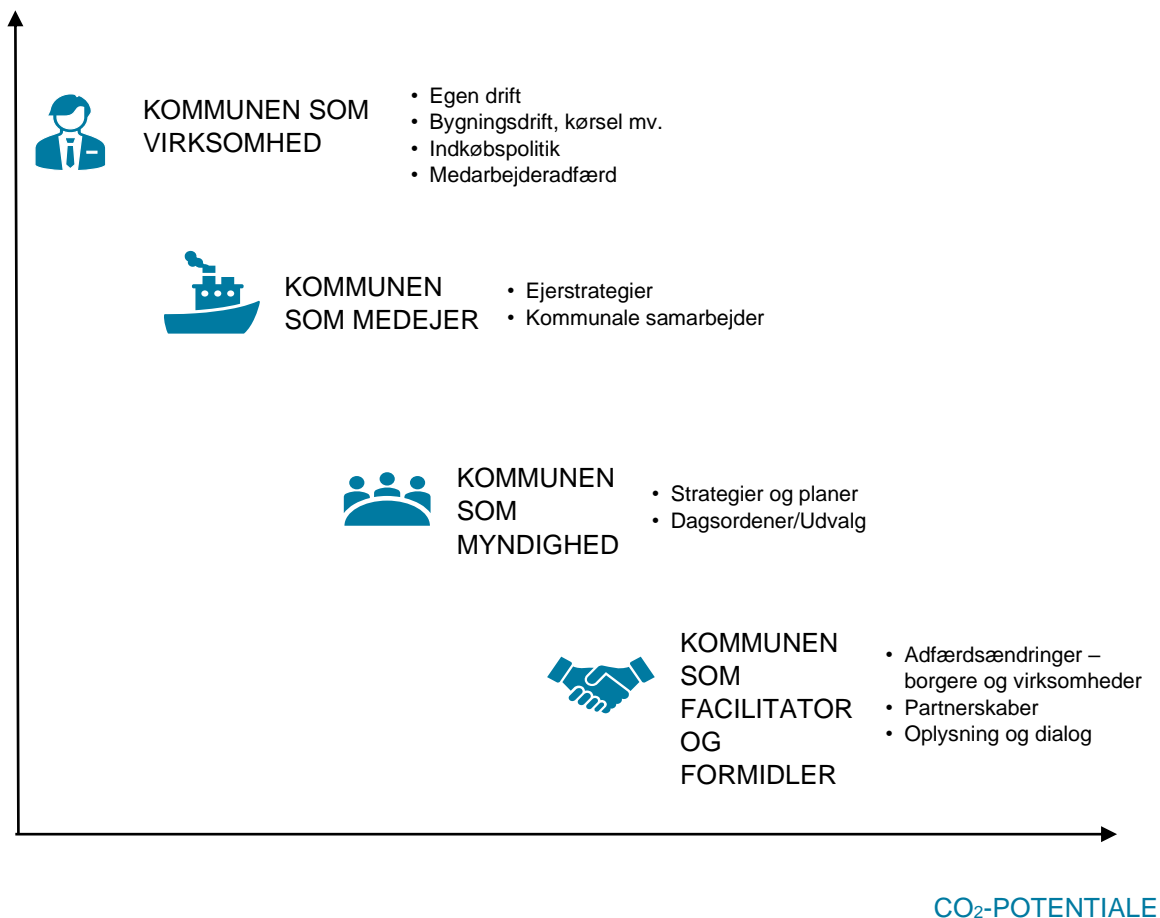 KOMMUNEN SOM
VIRKSOMHED
• Egen drift
• Bygningsdrift, kørsel mv.
• Indkøbspolitik
• Medarbejderadfærd
KOMMUNEN
SOM MEDEJER
• Ejerstrategier
• Kommunale samarbejder
KOMMUNEN
SOM
MYNDIGHED
• Strategier og planer
• Dagsordener/Udvalg
KOMMUNEN
SOM
FACILITATOR
OG
FORMIDLER
• Adfærdsændringer –
borgere og virksomheder
• Partnerskaber
• Oplysning og dialog
CO₂-POTENTIALE